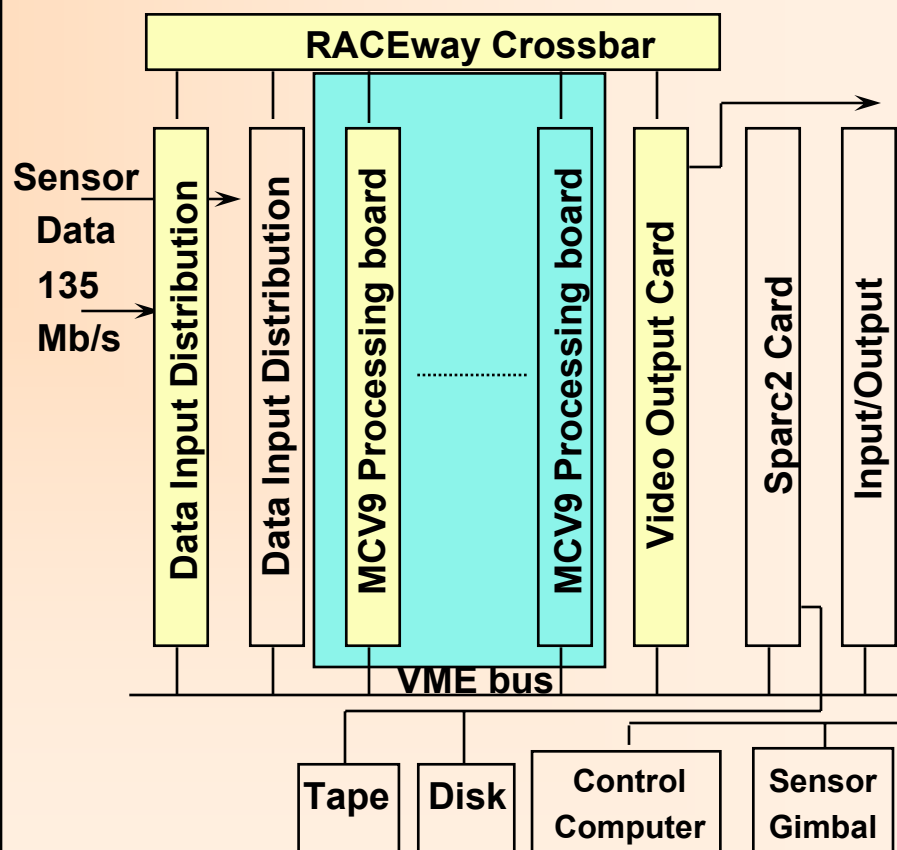 RACEway Crossbar
Sensor
Data
135
Mb/s
Data Input Distribution
Data Input Distribution
MCV9 Processing board
MCV9 Processing board
Video Output Card
Sparc2 Card
Input/Output
VME bus
Tape
Disk
Control
Computer
Sensor
Gimbal